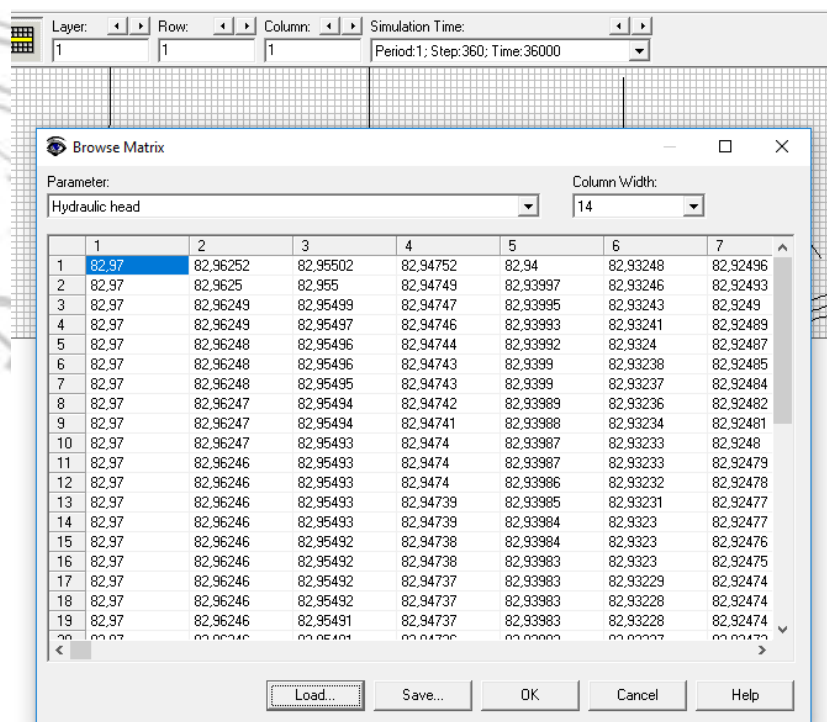 Layer: Row: Column: Simulation Time:
1 1 1 Period:1; Step:360; Time:36000
Browse Matrix
Parameter: Column Width:
Hydraulic head 14
1 2 3 4 5 6 7
1 82,97 82,96252 82,95502 82,94752 82,94 82,93248 82,92496
2 82,97 82,9625 82,955 82,94749 82,93997 82,93246 82,92493
3 82,97 82,96249 82,95499 82,94747 82,93995 82,93243 82,9249
4 82,97 82,96249 82,95497 82,94746 82,93993 82,93241 82,92489
5 82,97 82,96248 82,95496 82,94744 82,93992 82,9324 82,92487
6 82,97 82,96248 82,95496 82,94743 82,9399 82,93238 82,92485
7 82,97 82,96248 82,95495 82,94743 82,9399 82,93237 82,92484
8 82,97 82,96247 82,95494 82,94742 82,93989 82,93236 82,92482
9 82,97 82,96247 82,95494 82,94741 82,93988 82,93234 82,92481
10 82,97 82,96247 82,95493 82,9474 82,93987 82,93233 82,9248
11 82,97 82,96246 82,95493 82,9474 82,93987 82,93233 82,92479
12 82,97 82,96246 82,95493 82,9474 82,93986 82,93232 82,92478
13 82,97 82,96246 82,95493 82,94739 82,93985 82,93231 82,92477
14 82,97 82,96246 82,95493 82,94739 82,93984 82,9323 82,92477
15 82,97 82,96246 82,95492 82,94738 82,93984 82,9323 82,92476
16 82,97 82,96246 82,95492 82,94738 82,93983 82,9323 82,92475
17 82,97 82,96246 82,95492 82,94737 82,93983 82,93229 82,92474
18 82,97 82,96246 82,95492 82,94737 82,93983 82,93228 82,92474
19 82,97 82,96246 82,95491 82,94737 82,93983 82,93228 82,92474
Load... Save... OK Cancel Help